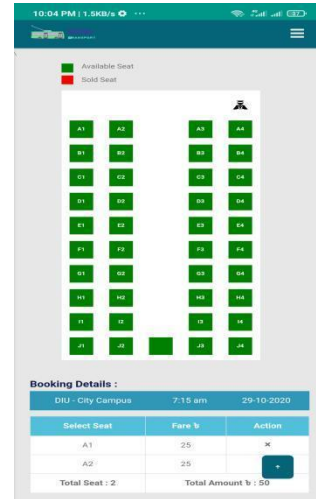 10:04 PM | 1.5KB/s
Available Seat
Sold Seat
A1 A2 A3 A4
B1 B2 B3 B4
C1 C2 C3 C4
D1 D2 D3 D4
E1 E2 E3 E4
F1 F2 F3 F4
G1 G2 G3 G4
H1 H2 H3 H4
I1 I2 I3 I4
J1 J2 J3 J4
Booking Details :
DIU - City Campus 7:15 am 29-10-2020
Select Seat Fare ৳ Action
A1 25 ×
A2 25 +
Total Seat : 2 Total Amount ৳ : 50